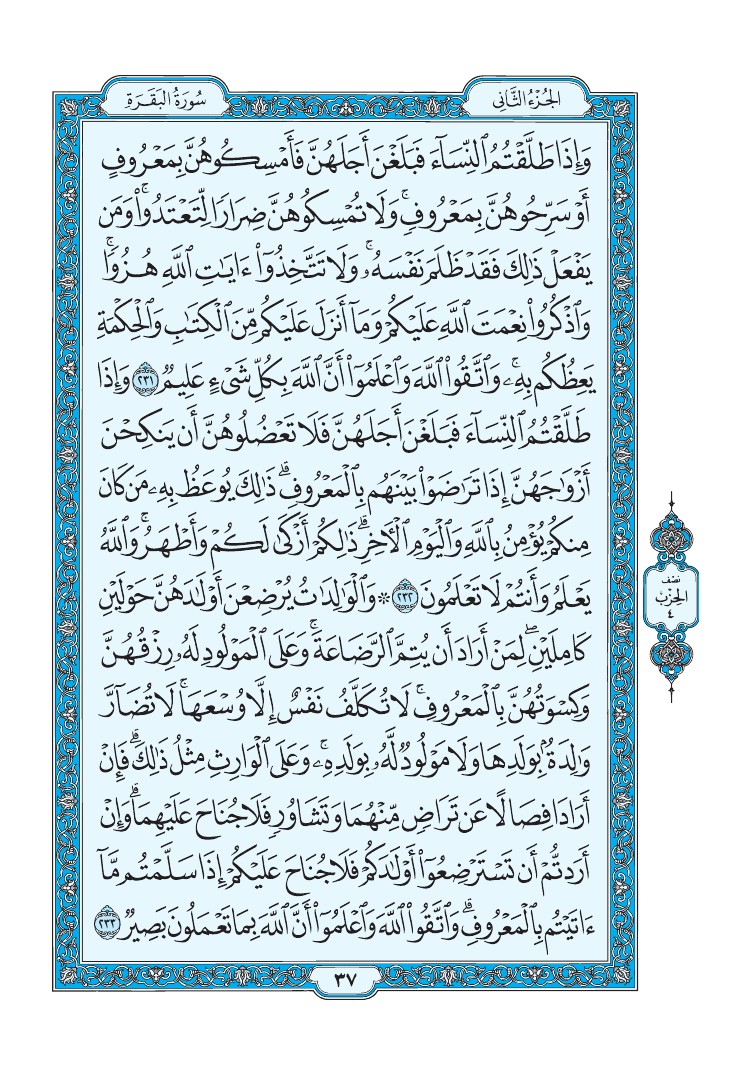 سُورَةُ البَقَرَةِ
الجُزْءُ الثَّانِي
وَإِذَا طَلَّقْتُمُ ٱلنِّسَآءَ فَبَلَغْنَ أَجَلَهُنَّ فَأَمْسِكُوهُنَّ بِمَعْرُوفٍ
أَوْ سَرِّحُوهُنَّ بِمَعْرُوفٖۚ وَلَا تُمْسِكُوهُنَّ ضِرَارٗا لِّتَعْتَدُوا۟ۚ وَمَن
يَفْعَلْ ذَٰلِكَ فَقَدْ ظَلَمَ نَفْسَهُۥۚ وَلَا تَتَّخِذُوٓا۟ ءَايَٰتِ ٱللَّهِ هُزُوٗاۚ
وَٱذْكُرُوا۟ نِعْمَتَ ٱللَّهِ عَلَيْكُمْ وَمَآ أَنزَلَ عَلَيْكُم مِّنَ ٱلْكِتَٰبِ وَٱلْحِكْمَةِ
يَعِظُكُم بِهِۦۚ وَٱتَّقُوا۟ ٱللَّهَ وَٱعْلَمُوٓا۟ أَنَّ ٱللَّهَ بِكُلِّ شَىْءٍ عَلِيمٞ ٢٣١ وَإِذَا
طَلَّقْتُمُ ٱلنِّسَآءَ فَبَلَغْنَ أَجَلَهُنَّ فَلَا تَعْضُلُوهُنَّ أَن يَنكِحْنَ
أَزْوَٰجَهُنَّ إِذَا تَرَٰضَوْا۟ بَيْنَهُم بِٱلْمَعْرُوفِۗ ذَٰلِكَ يُوعَظُ بِهِۦ مَن كَانَ
مِنكُمْ يُؤْمِنُ بِٱللَّهِ وَٱلْيَوْمِ ٱلْأٓخِرِۗ ذَٰلِكُمْ أَزْكَىٰ لَكُمْ وَأَطْهَرُۚ وَٱللَّهُ
يَعْلَمُ وَأَنتُمْ لَا تَعْلَمُونَ ٢٣٢ ۞ وَٱلْوَٰلِدَٰتُ يُرْضِعْنَ أَوْلَٰدَهُنَّ حَوْلَيْنِ
كَامِلَيْنِۖ لِمَنْ أَرَادَ أَن يُتِمَّ ٱلرَّضَاعَةَۚ وَعَلَى ٱلْمَوْلُودِ لَهُۥ رِزْقُهُنَّ
وَكِسْوَتُهُنَّ بِٱلْمَعْرُوفِۚ لَا تُكَلَّفُ نَفْسٌ إِلَّا وُسْعَهَاۚ لَا تُضَآرَّ
وَٰلِدَةُۢ بِوَلَدِهَا وَلَا مَوْلُودٞ لَّهُۥ بِوَلَدِهِۦۚ وَعَلَى ٱلْوَارِثِ مِثْلُ ذَٰلِكَۗ فَإِنْ
أَرَادَا فِصَالًا عَن تَرَاضٖ مِّنْهُمَا وَتَشَاوُرٖ فَلَا جُنَاحَ عَلَيْهِمَاۗ وَإِنْ
أَرَدتُّمْ أَن تَسْتَرْضِعُوٓا۟ أَوْلَٰدَكُمْ فَلَا جُنَاحَ عَلَيْكُمْ إِذَا سَلَّمْتُم مَّآ
ءَاتَيْتُم بِٱلْمَعْرُوفِۗ وَٱتَّقُوا۟ ٱللَّهَ وَٱعْلَمُوٓا۟ أَنَّ ٱللَّهَ بِمَا تَعْمَلُونَ بَصِيرٞ ٢٣٣
نصف
الحزب
٤
٣٧